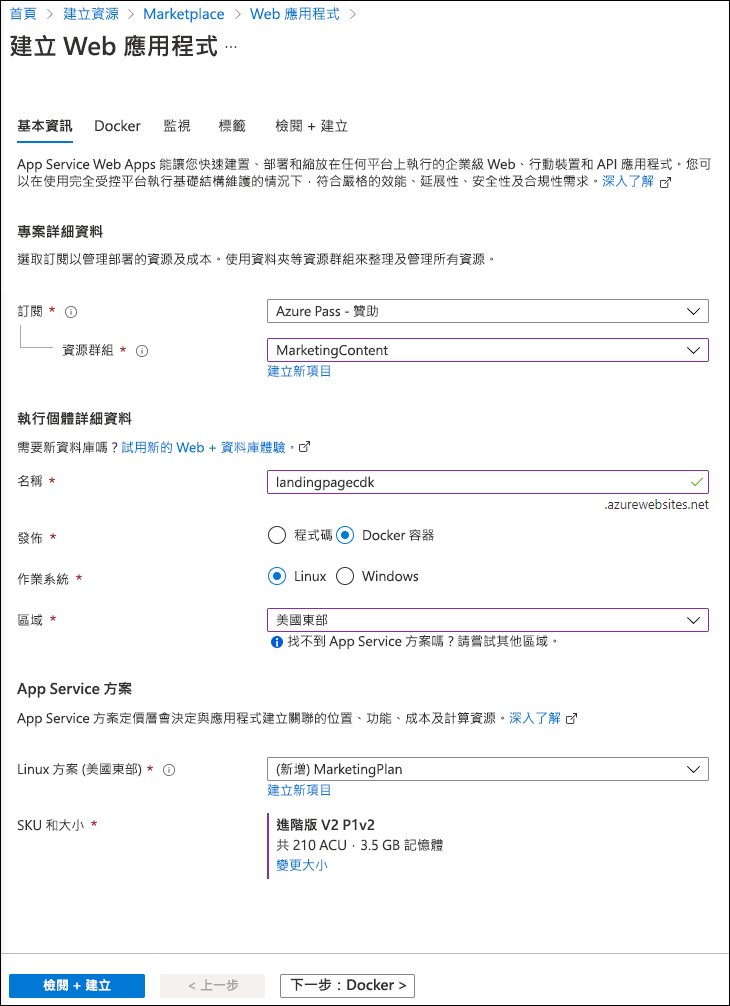 首頁 > 建立資源 > Marketplace > Web 應用程式 >
建立 Web 應用程式 ...
基本資訊 Docker 監視 標籤 檢閱 + 建立
App Service Web Apps 能讓您快速建置、部署和縮放在任何平台上執行的企業級 Web、行動裝置和 API 應用程式。您可
以在使用完全受控平台執行基礎結構維護的情況下，符合嚴格的效能、延展性、安全性及合規性需求。深入了解
專案詳細資料
選取訂閱以管理部署的資源及成本。使用資料夾等資源群組來整理及管理所有資源。
訂閱 * Azure Pass - 贊助
資源群組 * MarketingContent
建立新項目
執行個體詳細資料
需要新資料庫嗎？試用新的 Web + 資料庫體驗。
名稱 * landingpagecdk
.azurewebsites.net
發佈 * 程式碼 Docker 容器
作業系統 * Linux Windows
區域 * 美國東部
找不到 App Service 方案嗎？請嘗試其他區域。
App Service 方案
App Service 方案定價層會決定與應用程式建立關聯的位置、功能、成本及計算資源。深入了解
Linux 方案 (美國東部) * (新增) MarketingPlan
建立新項目
SKU 和大小 * 進階版 V2 P1v2
共 210 ACU，3.5 GB 記憶體
變更大小
檢閱 + 建立 < 上一步 下一步：Docker >